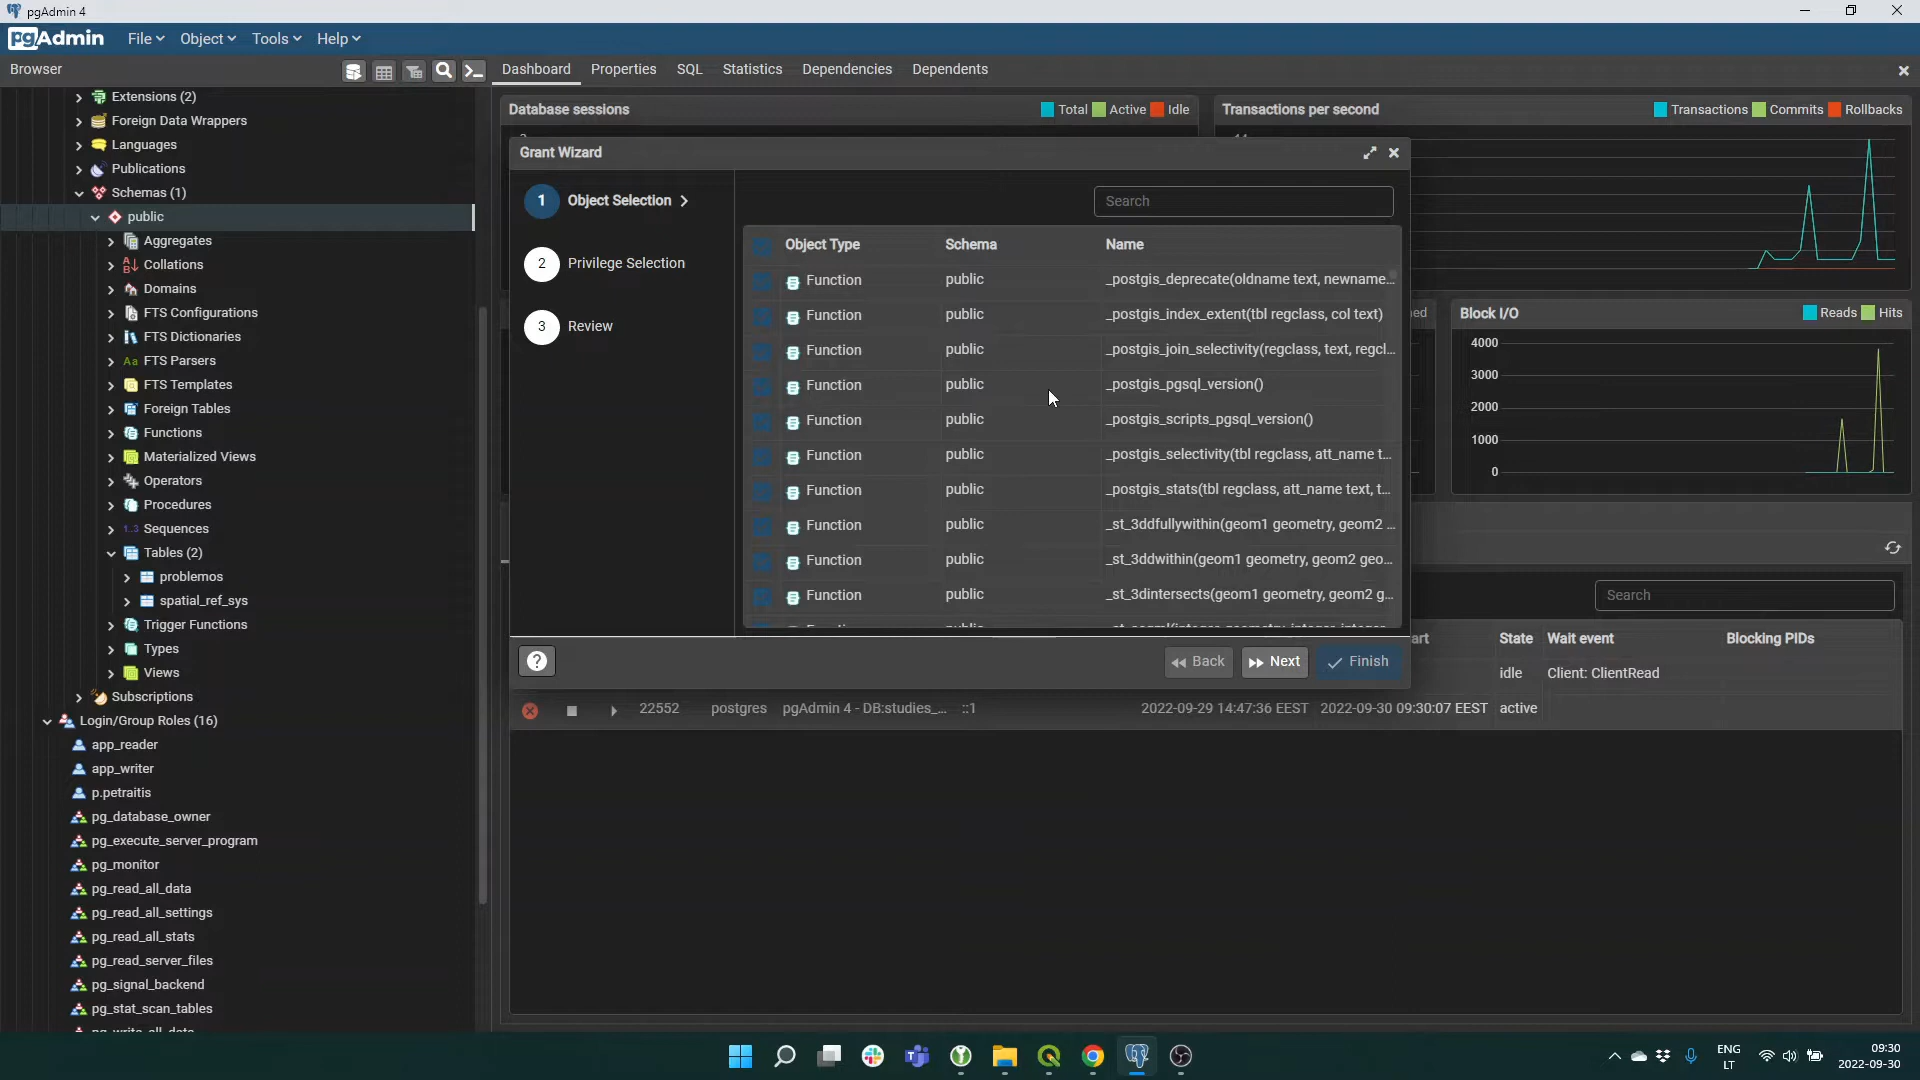 pgAdmin 4
pgAdmin File Object Tools Help
Browser
Dashboard Properties SQL Statistics Dependencies Dependents
Extensions (2)
Foreign Data Wrappers
Languages
Publications
Schemas (1)
public
Aggregates
Collations
Domains
FTS Configurations
FTS Dictionaries
Aa FTS Parsers
FTS Templates
Foreign Tables
Functions
Materialized Views
Operators
Procedures
1..3 Sequences
Tables (2)
problemos
spatial_ref_sys
Trigger Functions
Types
Views
Subscriptions
Login/Group Roles (16)
app_reader
app_writer
p.petraitis
pg_database_owner
pg_execute_server_program
pg_monitor
pg_read_all_data
pg_read_all_settings
pg_read_all_stats
pg_read_server_files
pg_signal_backend
pg_stat_scan_tables
pg_write_all_data
Database sessions Total Active Idle
Transactions per second Transactions Commits Rollbacks
Grant Wizard
1 Object Selection
2 Privilege Selection
3 Review
Search
Object Type Schema Name
Function public _postgis_deprecate(oldname text, newname...
Function public _postgis_index_extent(tbl regclass, col text)
Function public _postgis_join_selectivity(regclass, text, regcl...
Function public _postgis_pgsql_version()
Function public _postgis_scripts_pgsql_version()
Function public _postgis_selectivity(tbl regclass, att_name t...
Function public _postgis_stats(tbl regclass, att_name text, t...
Function public _st_3ddfullywithin(geom1 geometry, geom2 ...
Function public _st_3ddwithin(geom1 geometry, geom2 geo...
Function public _st_3dintersects(geom1 geometry, geom2 g...
? Back Next Finish
Block I/O Reads Hits
4000
3000
2000
1000
0
Search
State Wait event Blocking PIDs
idle Client: ClientRead
22552 postgres pgAdmin 4 - DB:studies_... ::1 2022-09-29 14:47:36 EEST 2022-09-30 09:30:07 EEST active
ENG
LT
09:30
2022-09-30